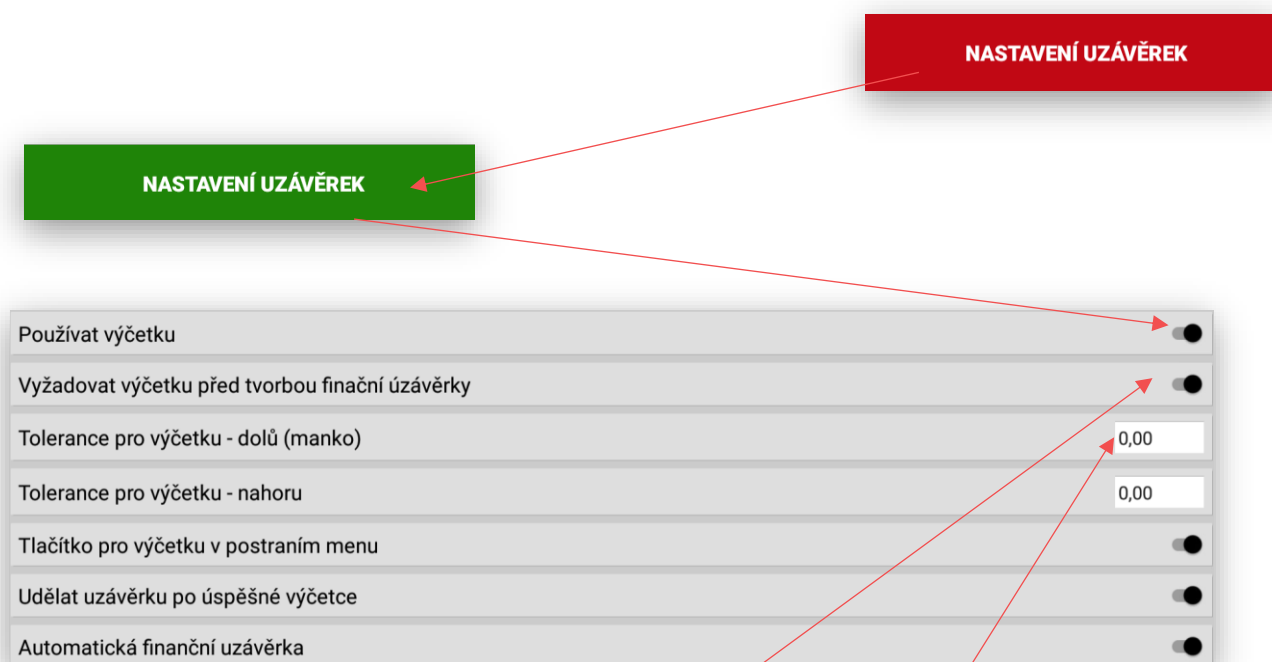 NASTAVENÍ UZÁVĚREK
NASTAVENÍ UZÁVĚREK
Používat výčetku
Vyžadovat výčetku před tvorbou finační úzávěrky
Tolerance pro výčetku - dolů (manko)
0,00
Tolerance pro výčetku - nahoru
0,00
Tlačítko pro výčetku v postraním menu
Udělat uzávěrku po úspěšné výčetce
Automatická finanční uzávěrka